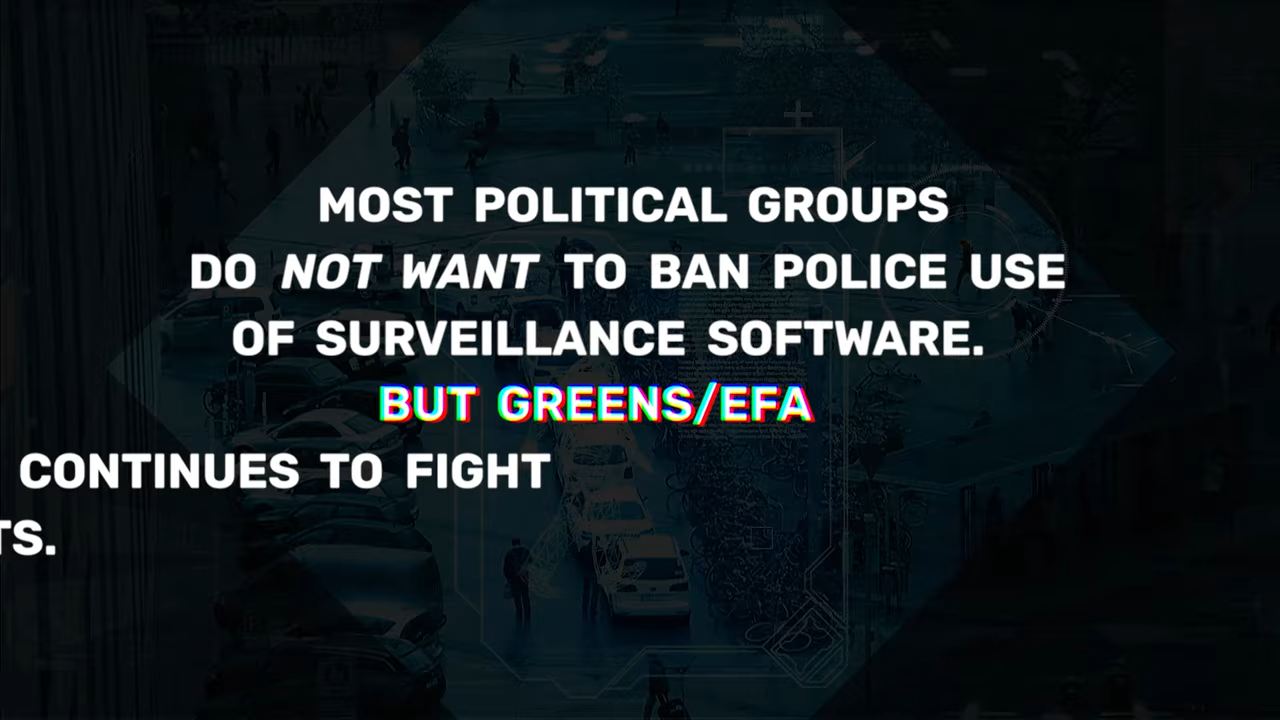 MOST POLITICAL GROUPS
DO NOT WANT TO BAN POLICE USE
OF SURVEILLANCE SOFTWARE.
BUT GREENS/EFA
CONTINUES TO FIGHT
TS.